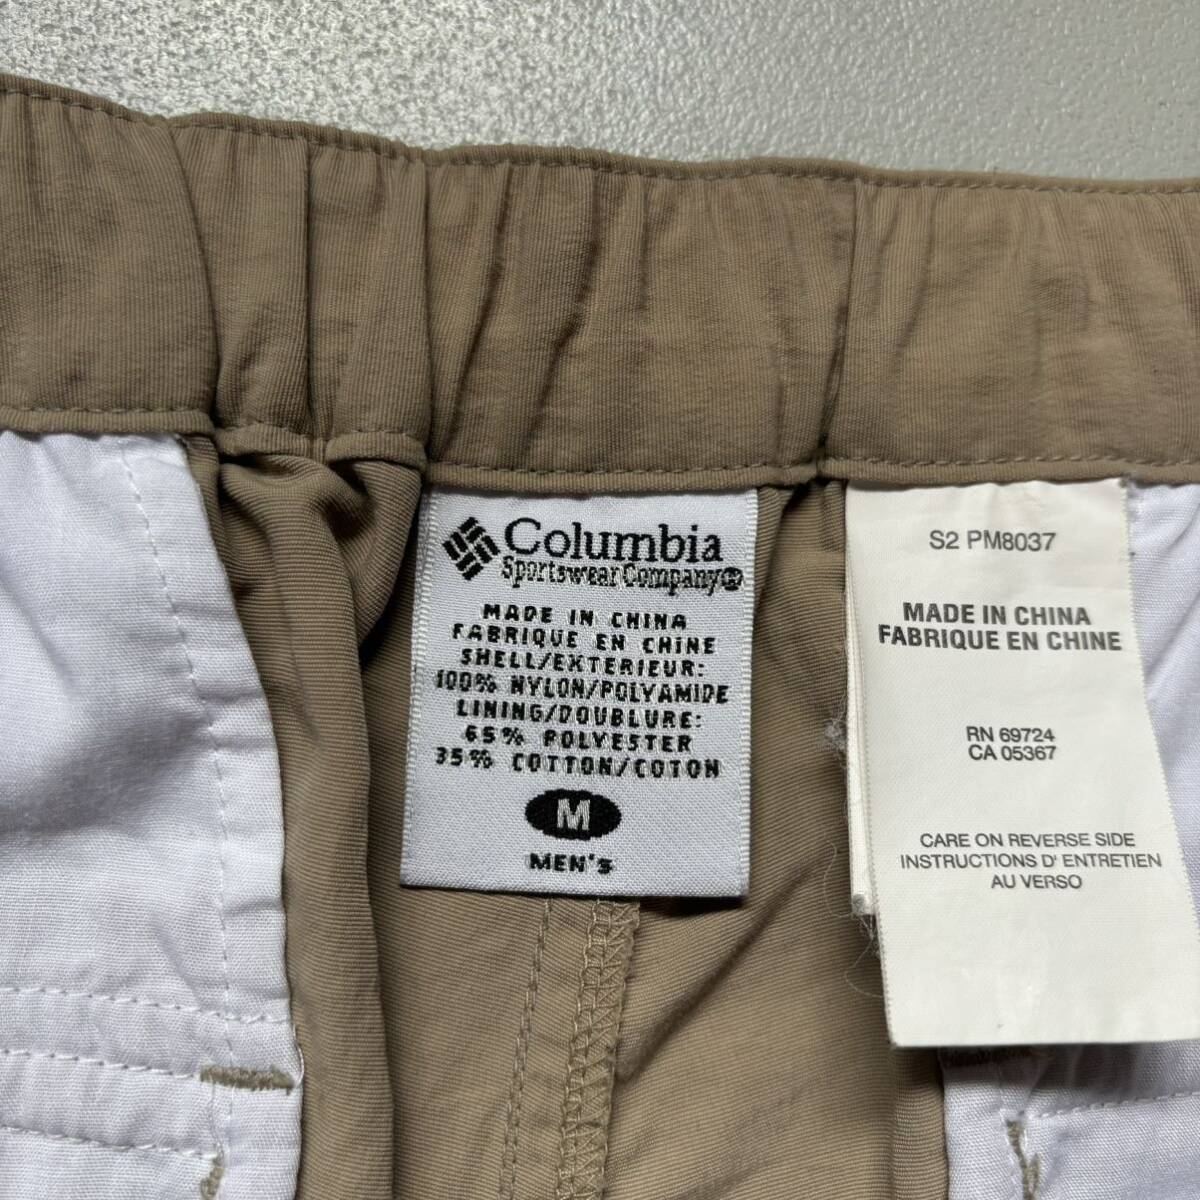 Columbia
Sportswear Company®
MADE IN CHINA
FABRIQUE EN CHINE
SHELL/EXTERIEUR:
100% NYLON/POLYAMIDE
LINING/DOUBLURE:
65% POLYESTER
35% COTTON/COTON
M
MEN's
S2 PM8037
MADE IN CHINA
FABRIQUE EN CHINE
RN 69724
CA 05367
CARE ON REVERSE SIDE
INSTRUCTIONS D' ENTRETIEN
AU VERSO